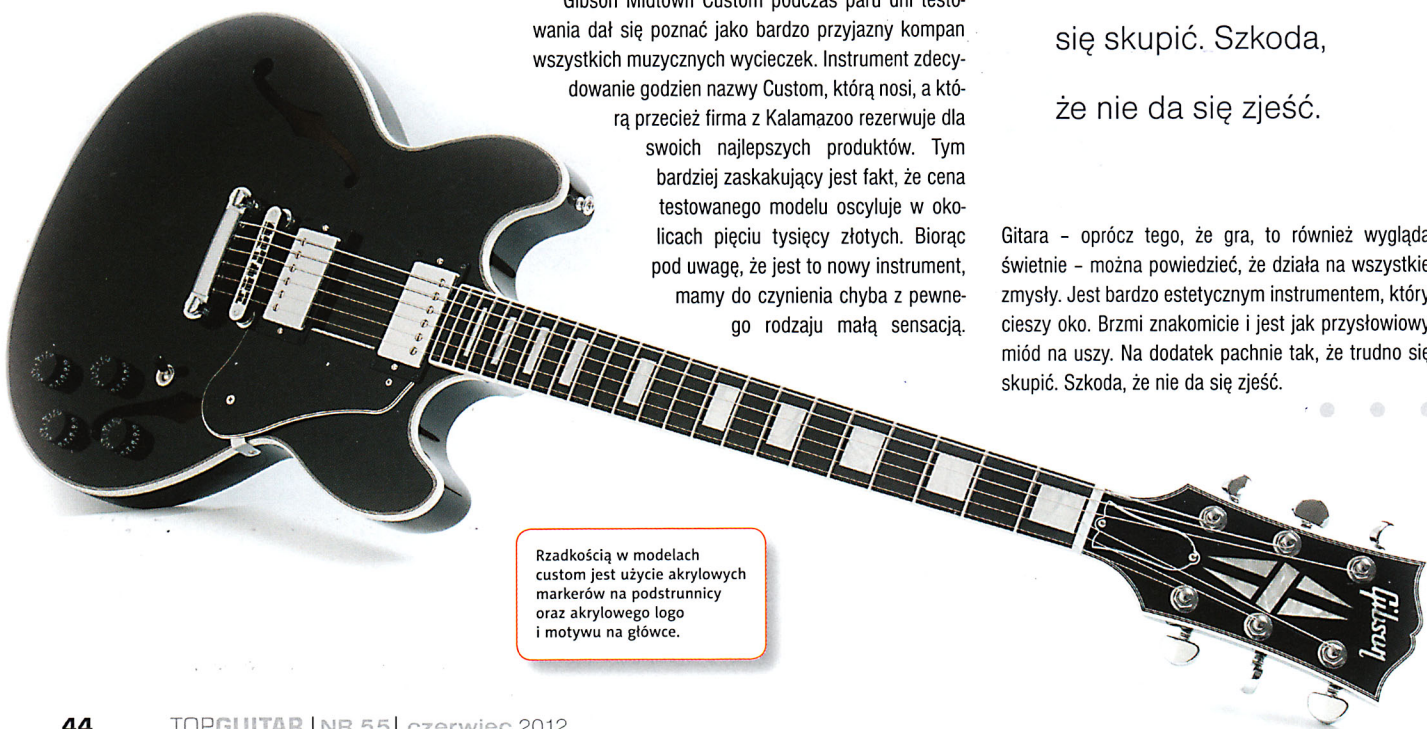 Gibson Midtown Custom podczas paru dni testo-
wania dał się poznać jako bardzo przyjazny kompan
wszystkich muzycznych wycieczek. Instrument zdecy-
dowanie godzien nazwy Custom, którą nosi, a któ-
rą przecież firma z Kalamazoo rezerwuje dla
swoich najlepszych produktów. Tym
bardziej zaskakujący jest fakt, że cena
testowanego modelu oscyluje w oko-
licach pięciu tysięcy złotych. Biorąc
pod uwagę, że jest to nowy instrument,
mamy do czynienia chyba z pewne-
go rodzaju małą sensacją.
się skupić. Szkoda,
że nie da się zjeść.
Gitara – oprócz tego, że gra, to również wygląda
świetnie – można powiedzieć, że działa na wszystkie
zmysły. Jest bardzo estetycznym instrumentem, który
cieszy oko. Brzmi znakomicie i jest jak przysłowiowy
miód na uszy. Na dodatek pachnie tak, że trudno się
skupić. Szkoda, że nie da się zjeść.
Rzadkością w modelach
custom jest użycie akrylowych
markerów na podstrunnicy
oraz akrylowego logo
i motywu na główce.
Gibson
44 TOPGUITAR | NR 55 | czerwiec 2012